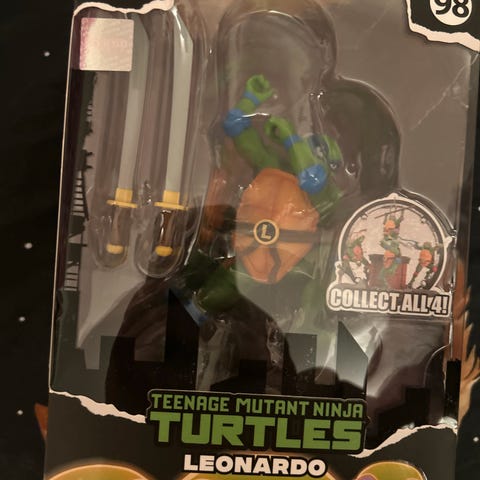 98
L
COLLECT ALL 4!
TEENAGE MUTANT NINJA
TURTLES
LEONARDO